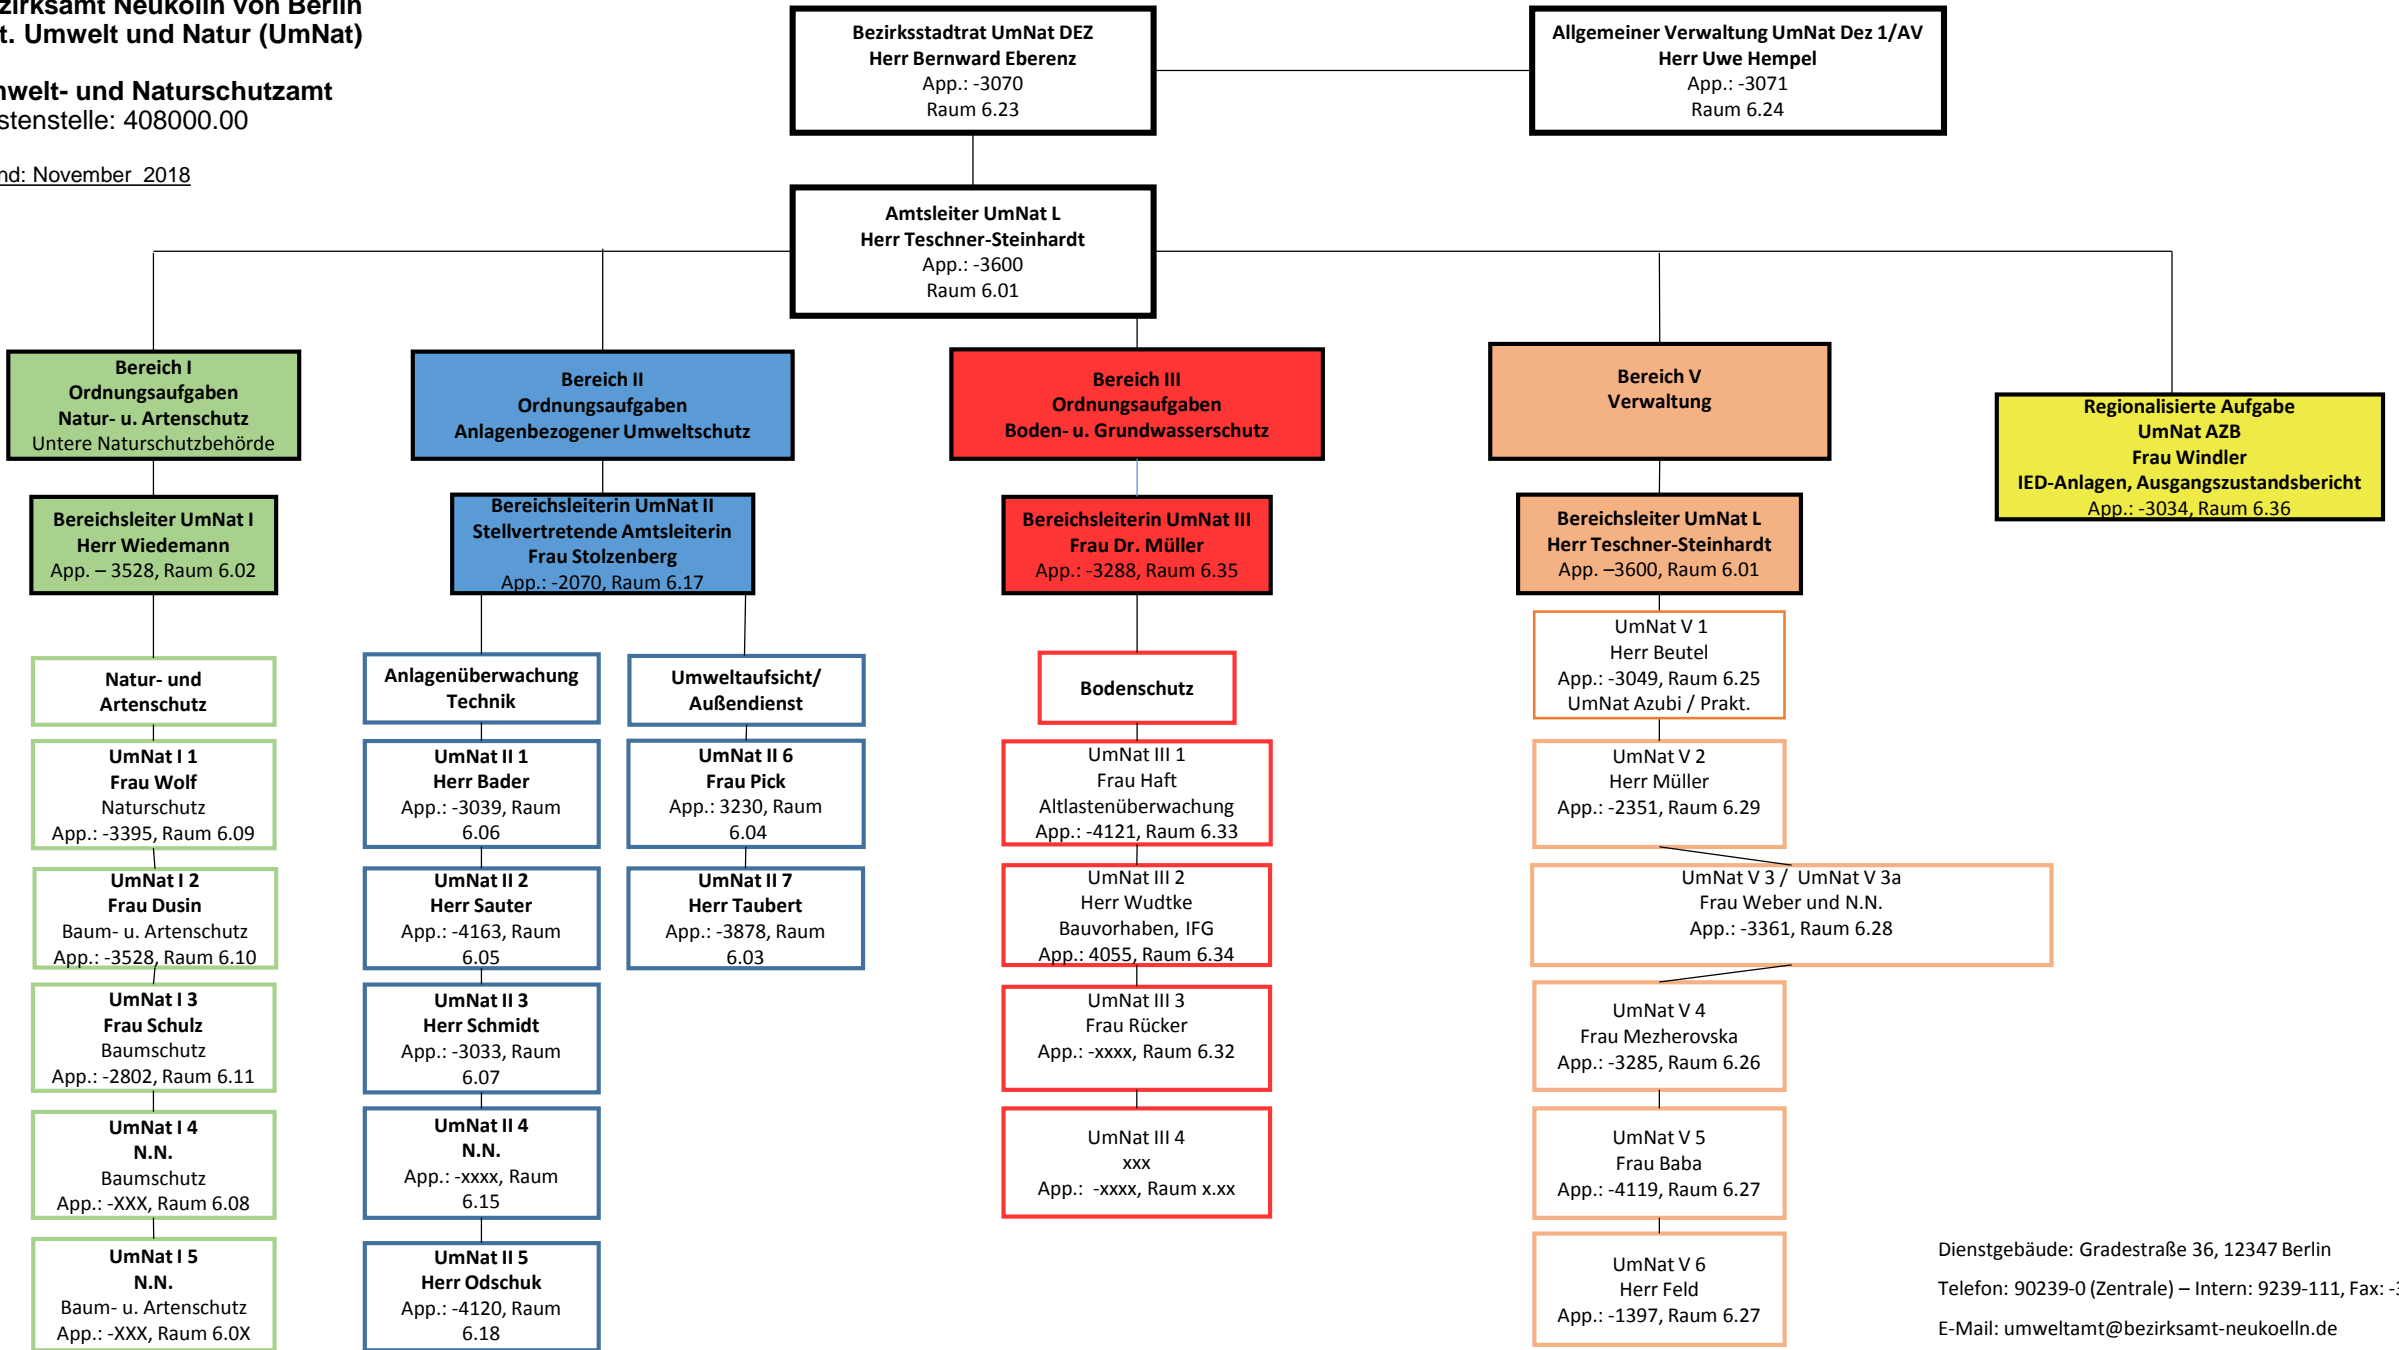 zirksamt Neukölln von Berlin
t. Umwelt und Natur (UmNat)
nwelt- und Naturschutzamt
stenstelle: 408000.00
nd: November 2018
Bezirksstadtrat UmNat DEZ
Herr Bernward Eberenz
App.: -3070
Raum 6.23
Allgemeiner Verwaltung UmNat Dez 1/AV
Herr Uwe Hempel
App.: -3071
Raum 6.24
Amtsleiter UmNat L
Herr Teschner-Steinhardt
App.: -3600
Raum 6.01
Bereich I
Ordnungsaufgaben
Natur- u. Artenschutz
Untere Naturschutzbehörde
Bereichsleiter UmNat I
Herr Wiedemann
App. – 3528, Raum 6.02
Natur- und
Artenschutz
UmNat I 1
Frau Wolf
Naturschutz
App.: -3395, Raum 6.09
UmNat I 2
Frau Dusin
Baum- u. Artenschutz
App.: -3528, Raum 6.10
UmNat I 3
Frau Schulz
Baumschutz
App.: -2802, Raum 6.11
UmNat I 4
N.N.
Baumschutz
App.: -XXX, Raum 6.08
UmNat I 5
N.N.
Baum- u. Artenschutz
App.: -XXX, Raum 6.0X
Bereich II
Ordnungsaufgaben
Anlagenbezogener Umweltschutz
Bereichsleiterin UmNat II
Stellvertretende Amtsleiterin
Frau Stolzenberg
App.: -2070, Raum 6.17
Anlagenüberwachung
Technik
UmNat II 1
Herr Bader
App.: -3039, Raum
6.06
UmNat II 2
Herr Sauter
App.: -4163, Raum
6.05
UmNat II 3
Herr Schmidt
App.: -3033, Raum
6.07
UmNat II 4
N.N.
App.: -xxxx, Raum
6.15
UmNat II 5
Herr Odschuk
App.: -4120, Raum
6.18
Umweltaufsicht/
Außendienst
UmNat II 6
Frau Pick
App.: 3230, Raum
6.04
UmNat II 7
Herr Taubert
App.: -3878, Raum
6.03
Bereich III
Ordnungsaufgaben
Boden- u. Grundwasserschutz
Bereichsleiterin UmNat III
Frau Dr. Müller
App.: -3288, Raum 6.35
Bodenschutz
UmNat III 1
Frau Haft
Altlastenüberwachung
App.: -4121, Raum 6.33
UmNat III 2
Herr Wudtke
Bauvorhaben, IFG
App.: 4055, Raum 6.34
UmNat III 3
Frau Rücker
App.: -xxxx, Raum 6.32
UmNat III 4
xxx
App.: -xxxx, Raum x.xx
Bereich V
Verwaltung
Bereichsleiter UmNat L
Herr Teschner-Steinhardt
App. –3600, Raum 6.01
UmNat V 1
Herr Beutel
App.: -3049, Raum 6.25
UmNat Azubi / Prakt.
UmNat V 2
Herr Müller
App.: -2351, Raum 6.29
UmNat V 3 / UmNat V 3a
Frau Weber und N.N.
App.: -3361, Raum 6.28
UmNat V 4
Frau Mezherovska
App.: -3285, Raum 6.26
UmNat V 5
Frau Baba
App.: -4119, Raum 6.27
UmNat V 6
Herr Feld
App.: -1397, Raum 6.27
Regionalisierte Aufgabe
UmNat AZB
Frau Windler
IED-Anlagen, Ausgangszustandsbericht
App.: -3034, Raum 6.36
Dienstgebäude: Gradestraße 36, 12347 Berlin
Telefon: 90239-0 (Zentrale) – Intern: 9239-111, Fax: -3
E-Mail: umweltamt@bezirksamt-neukoelln.de